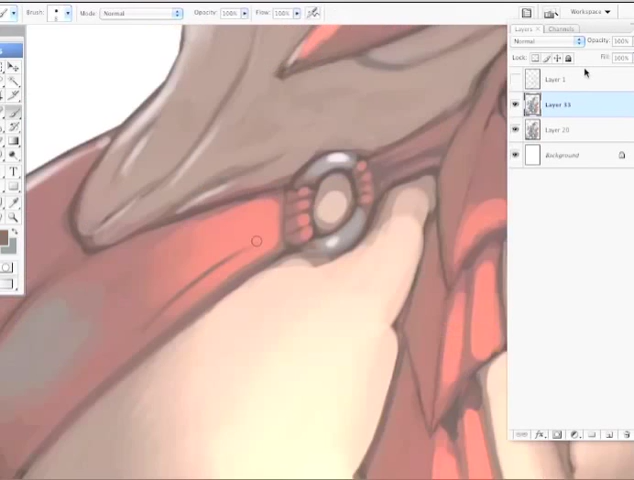 Brush:
Mode: Normal
Opacity: 100%
Flow: 100%
Workspace
Layers × Channels
Normal
Opacity: 100%
Lock:
Fill: 100%
Layer 1
Layer 33
Layer 20
Background